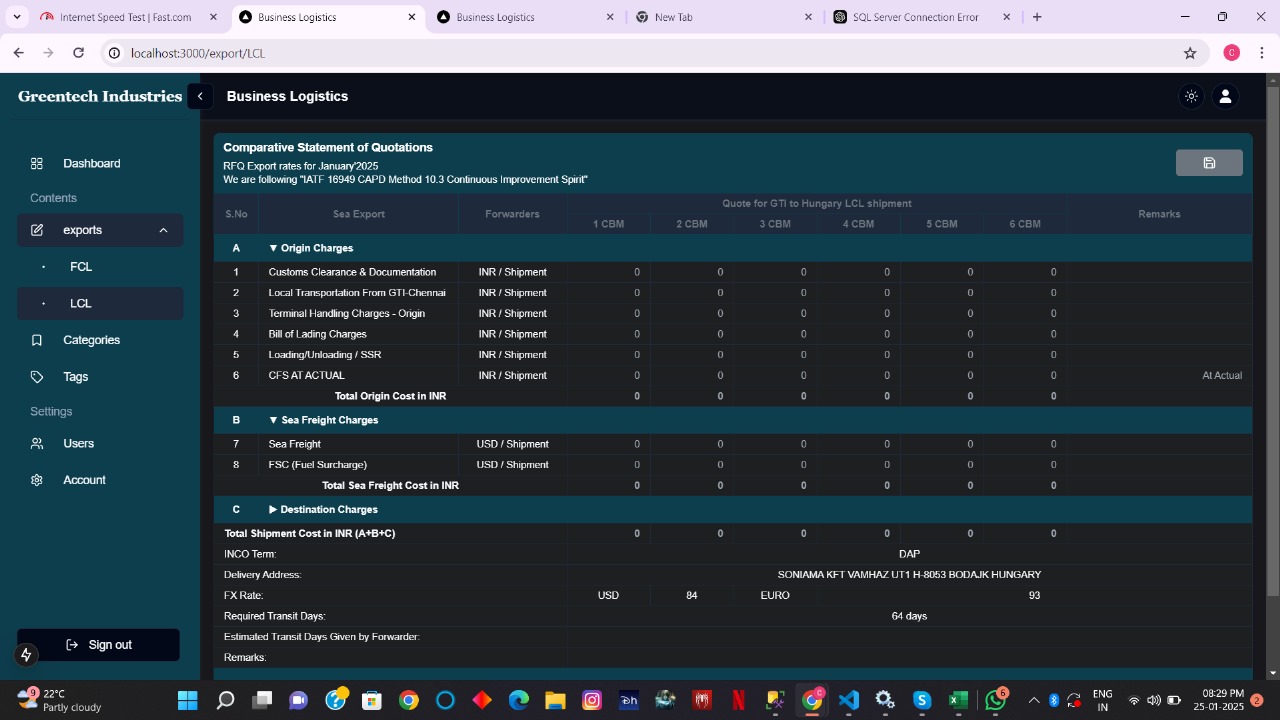 Internet Speed Test | Fast.com
Business Logistics
Business Logistics
New Tab
SQL Server Connection Error
localhost:3000/export/LCL
C
Greentech Industries
Business Logistics
Dashboard
Contents
exports
FCL
LCL
Categories
Tags
Settings
Users
Account
Sign out
Comparative Statement of Quotations
RFQ Export rates for January'2025
We are following "IATF 16949 CAPD Method 10.3 Continuous Improvement Spirit"
S.No Sea Export Forwarders Quote for GTI to Hungary LCL shipment Remarks
1 CBM 2 CBM 3 CBM 4 CBM 5 CBM 6 CBM
A ▼ Origin Charges
1 Customs Clearance & Documentation INR / Shipment 0 0 0 0 0 0
2 Local Transportation From GTI-Chennai INR / Shipment 0 0 0 0 0 0
3 Terminal Handling Charges - Origin INR / Shipment 0 0 0 0 0 0
4 Bill of Lading Charges INR / Shipment 0 0 0 0 0 0
5 Loading/Unloading / SSR INR / Shipment 0 0 0 0 0 0
6 CFS AT ACTUAL INR / Shipment 0 0 0 0 0 0 At Actual
Total Origin Cost in INR 0 0 0 0 0 0
B ▼ Sea Freight Charges
7 Sea Freight USD / Shipment 0 0 0 0 0 0
8 FSC (Fuel Surcharge) USD / Shipment 0 0 0 0 0 0
Total Sea Freight Cost in INR 0 0 0 0 0 0
C ▶ Destination Charges
Total Shipment Cost in INR (A+B+C) 0 0 0 0 0 0
INCO Term: DAP
Delivery Address: SONIAMA KFT VAMHAZ UT1 H-8053 BODAJK HUNGARY
FX Rate: USD 84 EURO 93
Required Transit Days: 64 days
Estimated Transit Days Given by Forwarder:
Remarks:
9
22°C
Partly cloudy
Dh
N
C
S
6
ENG
IN
08:29 PM
25-01-2025
2